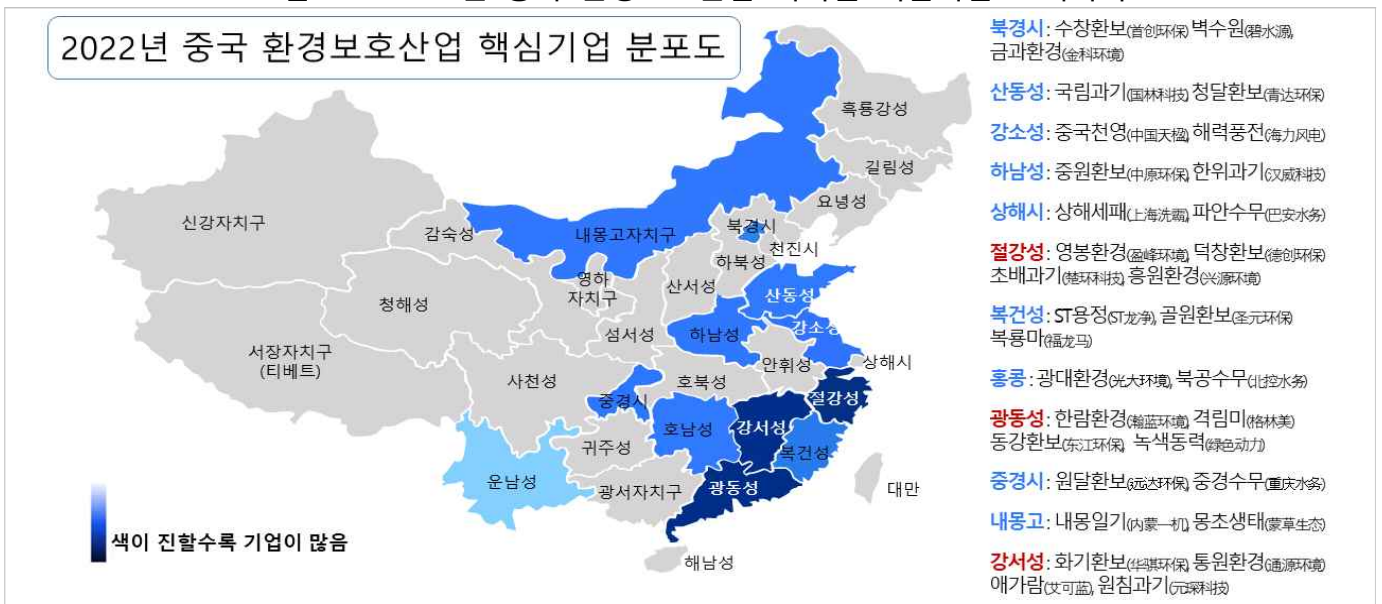 2022년 중국 환경보호산업 핵심기업 분포도
흑룡강성
길림성
요녕성
신강자치구
감숙성
내몽고자치구
북경시
천진시
하북성
영하
자치구
산서성
청해성
산동성
섬서성
하남성
강소성
서장자치구
(티베트)
안휘성
상해시
사천성
호북성
중경시
절강성
호남성
강서성
귀주성
복건성
운남성
광서자치구
광동성
대만
해남성
색이 진할수록 기업이 많음
북경시: 수창환보(首创环保) 벽수원(碧水源),
금과환경(金科环境)
산동성: 국림과기(国林科技), 청달환보(青达环保)
강소성: 중국천영(中国天楹), 해력풍전(海力风电)
하남성: 중원환보(中原环保), 한위과기(汉威科技)
상해시: 상해세패(上海洗霸), 파안수무(巴安水务)
절강성: 영봉환경(盈峰环境), 덕창환보(德创环保)
초배과기(楚环科技), 흥원환경(兴源环境)
복건성: ST용정(ST龙净), 골원환보(圣元环保)
복룡마(福龙马)
홍콩: 광대환경(光大环境), 북공수무(北控水务)
광동성: 한람환경(瀚蓝环境), 격림미(格林美)
동강환보(东江环保), 녹색동력(绿色动力)
중경시: 원달환보(远达环保), 중경수무(重庆水务)
내몽고: 내몽일기(内蒙一机), 몽초생태(蒙草生态)
강서성: 화기환보(华骐环保), 통원환경(通源环境)
애가람(艾可蓝), 원침과기(元琛科技)